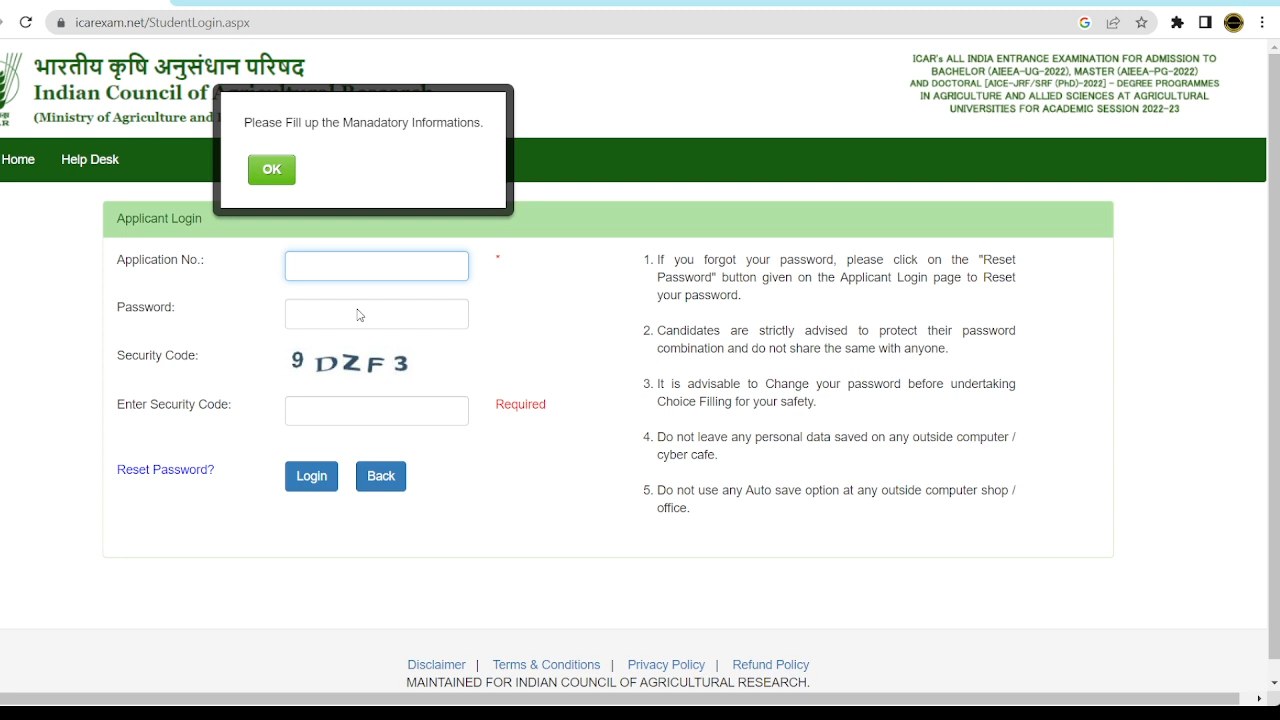 icarexam.net/StudentLogin.aspx
भारतीय कृषि अनुसंधान परिषद
Indian Council of
(Ministry of Agriculture and
ICAR's ALL INDIA ENTRANCE EXAMINATION FOR ADMISSION TO
BACHELOR (AIEEA-UG-2022), MASTER (AIEEA-PG-2022)
AND DOCTORAL [AICE-JRF/SRF (PhD)-2022] - DEGREE PROGRAMMES
IN AGRICULTURE AND ALLIED SCIENCES AT AGRICULTURAL
UNIVERSITIES FOR ACADEMIC SESSION 2022-23
Please Fill up the Manadatory Informations.
OK
Home Help Desk
Applicant Login
Application No.: *
Password:
Security Code: 9 D Z F 3
Enter Security Code: Required
Reset Password? Login Back
1. If you forgot your password, please click on the "Reset
Password" button given on the Applicant Login page to Reset
your password.
2. Candidates are strictly advised to protect their password
combination and do not share the same with anyone.
3. It is advisable to Change your password before undertaking
Choice Filling for your safety.
4. Do not leave any personal data saved on any outside computer /
cyber cafe.
5. Do not use any Auto save option at any outside computer shop /
office.
Disclaimer | Terms & Conditions | Privacy Policy | Refund Policy
MAINTAINED FOR INDIAN COUNCIL OF AGRICULTURAL RESEARCH.